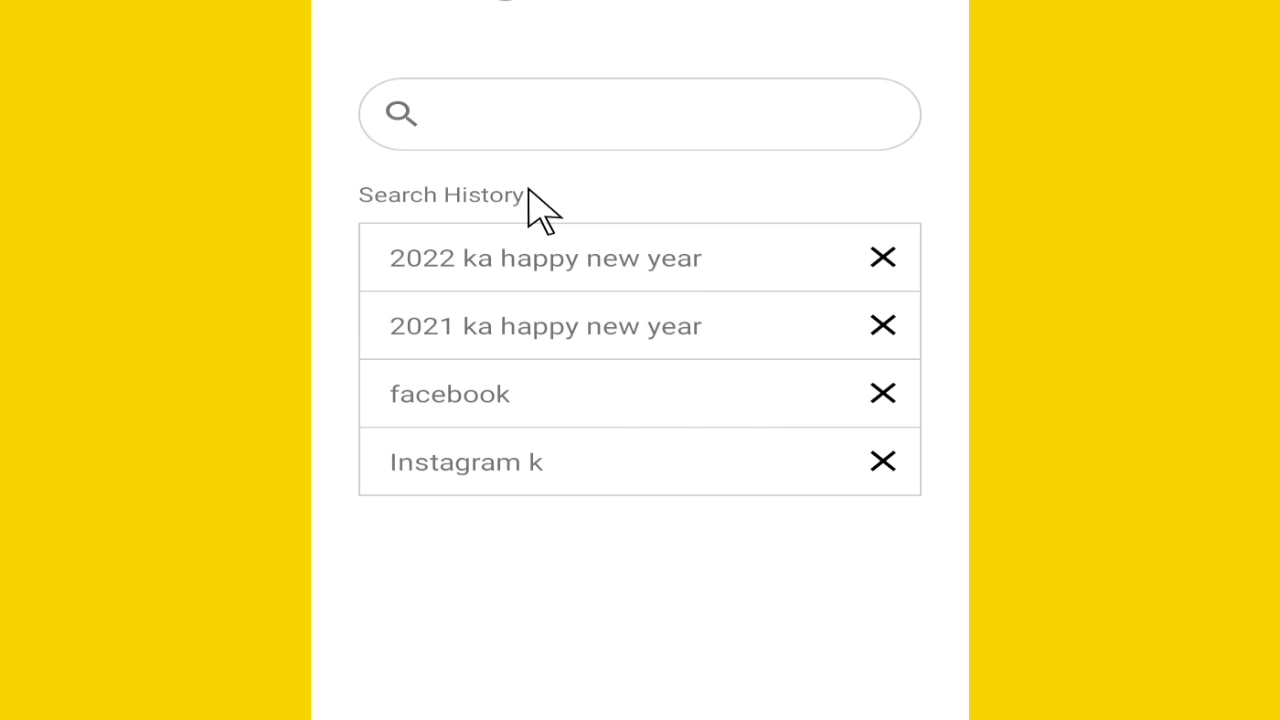 Search History
2022 ka happy new year
2021 ka happy new year
facebook
Instagram k